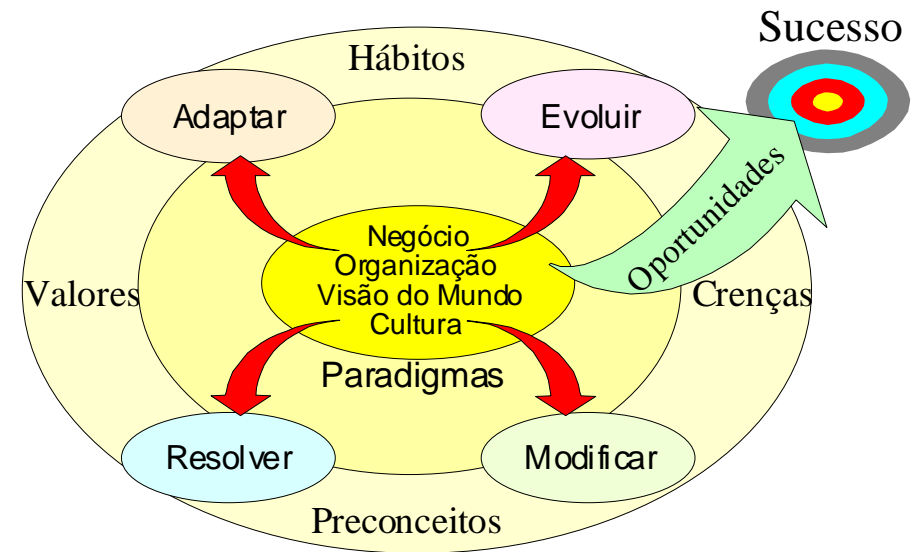 Sucesso
Hábitos
Adaptar
Evoluir
Oportunidades
Negócio
Organização
Visão do Mundo
Cultura
Valores
Crenças
Paradigmas
Resolver
Modificar
Preconceitos